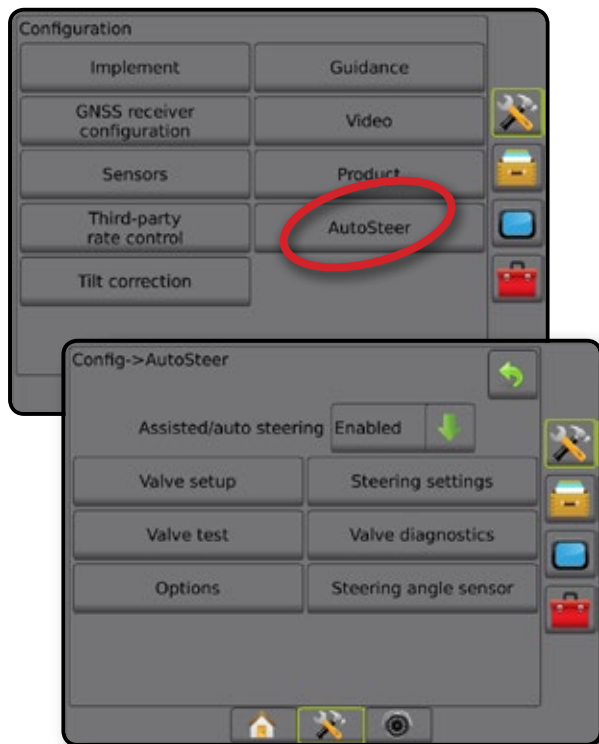 Configuration
Implement
Guidance
GNSS receiver
configuration
Video
Sensors
Product
Third-party
rate control
AutoSteer
Tilt correction
Config->AutoSteer
Assisted/auto steering Enabled
Valve setup
Steering settings
Valve test
Valve diagnostics
Options
Steering angle sensor